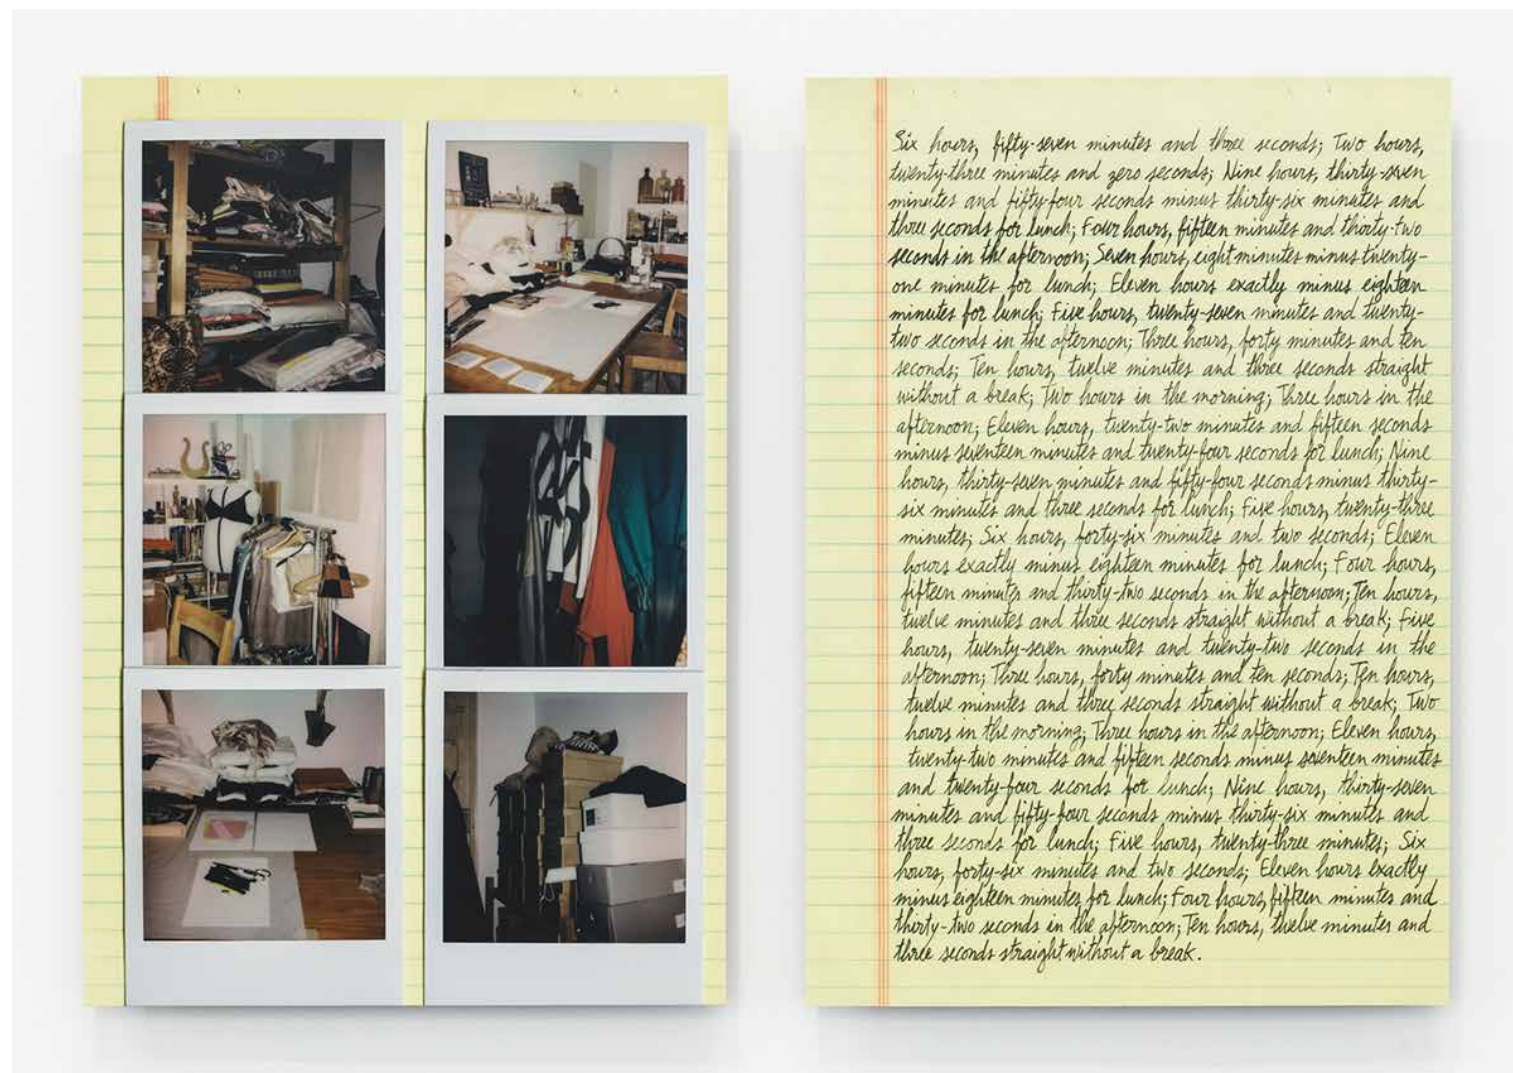 Six hours, fifty-seven minutes and three seconds; Two hours,
twenty-three minutes and zero seconds; Nine hours, thirty-seven
minutes and fifty-four seconds minus thirty-six minutes and
three seconds for lunch; Four hours, fifteen minutes and thirty-two
seconds in the afternoon; Seven hours, eight minutes minus twenty-
one minutes for lunch; Eleven hours exactly minus eighteen
minutes for lunch; Five hours, twenty-seven minutes and twenty-
two seconds in the afternoon; Three hours, forty minutes and ten
seconds; Ten hours, twelve minutes and three seconds straight
without a break; Two hours in the morning; Three hours in the
afternoon; Eleven hours, twenty-two minutes and fifteen seconds
minus seventeen minutes and twenty-four seconds for lunch; Nine
hours, thirty-seven minutes and fifty-four seconds minus thirty-
six minutes and three seconds for lunch; Five hours, twenty-three
minutes; Six hours, forty-six minutes and two seconds; Eleven
hours exactly minus eighteen minutes for lunch; Four hours,
fifteen minutes and thirty-two seconds in the afternoon; Ten hours,
twelve minutes and three seconds straight without a break; Five
hours, twenty-seven minutes and twenty-two seconds in the
afternoon; Three hours, forty minutes and ten seconds; Ten hours,
twelve minutes and three seconds straight without a break; Two
hours in the morning; Three hours in the afternoon; Eleven hours,
twenty-two minutes and fifteen seconds minus seventeen minutes
and twenty-four seconds for lunch; Nine hours, thirty-seven
minutes and fifty-four seconds minus thirty-six minutes and
three seconds for lunch; Five hours, twenty-three minutes; Six
hours, forty-six minutes and two seconds; Eleven hours exactly
minus eighteen minutes for lunch; Four hours, fifteen minutes and
thirty-two seconds in the afternoon; Ten hours, twelve minutes and
three seconds straight without a break.